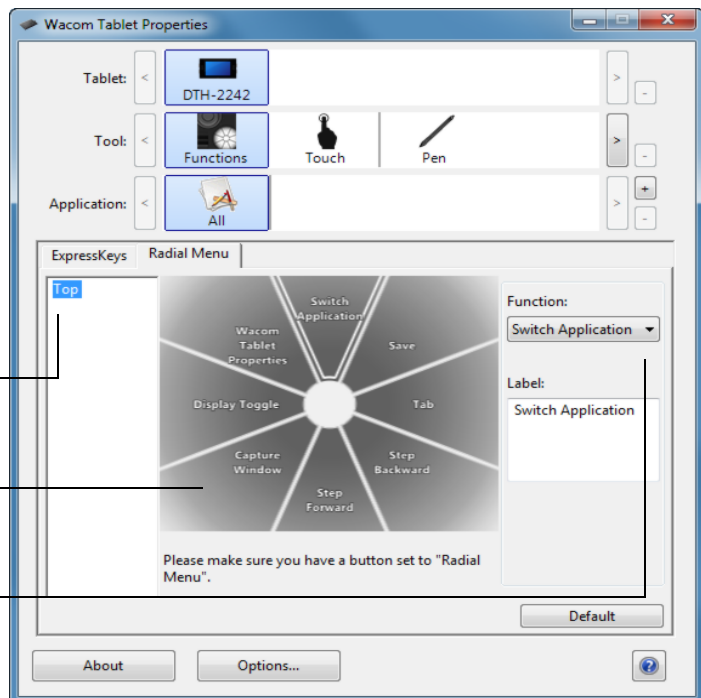 Wacom Tablet Properties
Tablet:
<
DTH-2242
>
-
Tool:
<
Functions
Touch
Pen
>
-
Application:
<
All
>
+
-
ExpressKeys
Radial Menu
Top
Switch
Application
Save
Tab
Step
Backward
Step
Forward
Capture
Window
Display Toggle
Wacom
Tablet
Properties
Please make sure you have a button set to "Radial
Menu".
Function:
Switch Application
Label:
Switch Application
Default
About
Options...
?